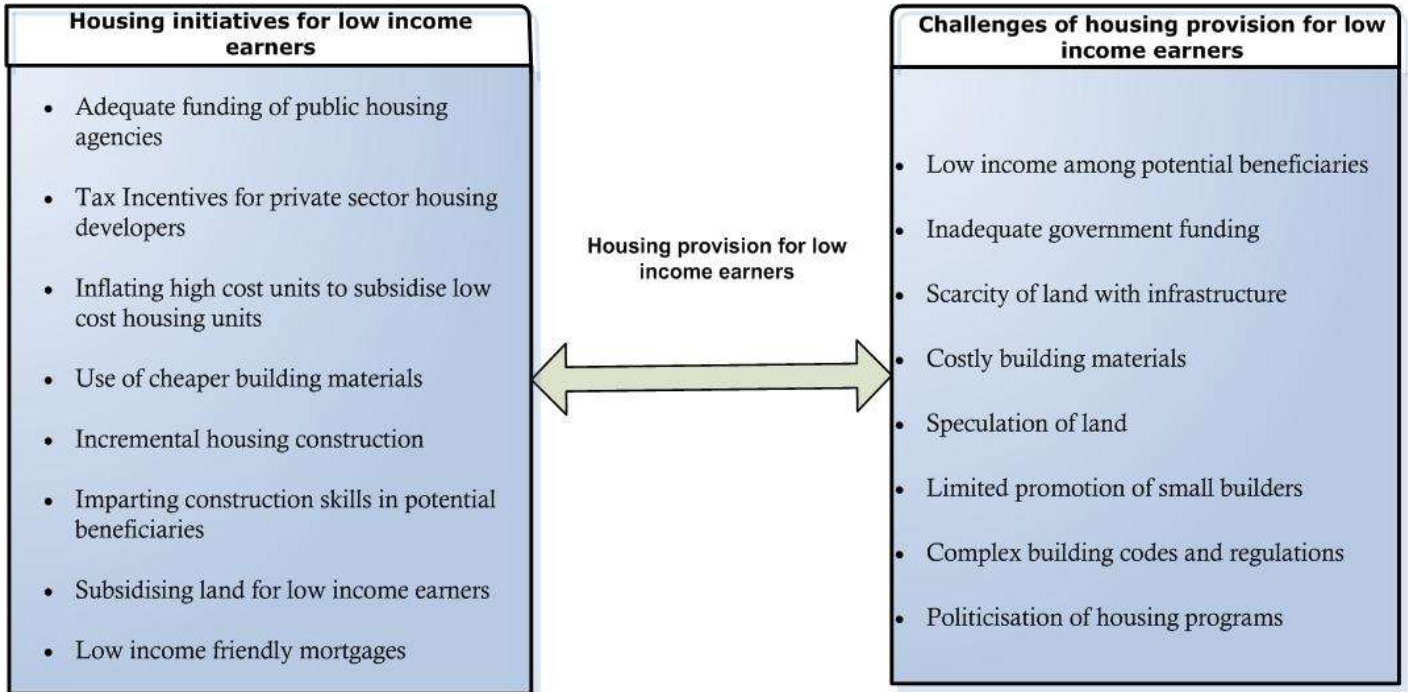 Housing initiatives for low income
earners
• Adequate funding of public housing
agencies
• Tax Incentives for private sector housing
developers
• Inflating high cost units to subsidise low
cost housing units
• Use of cheaper building materials
• Incremental housing construction
• Imparting construction skills in potential
beneficiaries
• Subsidising land for low income earners
• Low income friendly mortgages
Housing provision for low
income earners
Challenges of housing provision for low
income earners
• Low income among potential beneficiaries
• Inadequate government funding
• Scarcity of land with infrastructure
• Costly building materials
• Speculation of land
• Limited promotion of small builders
• Complex building codes and regulations
• Politicisation of housing programs